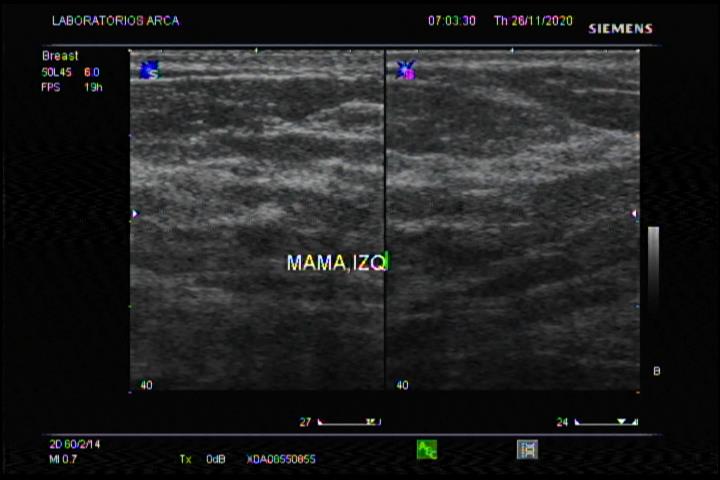 LABORATORIOS ARCA 07:03:30 Th 26/11/2020 SIEMENS
Breast
50L45 6.0
FPS 19h
MAMA,IZQ
40 40
B
27 24
2D 60/2/14
MI 0.7 Tx 0dB